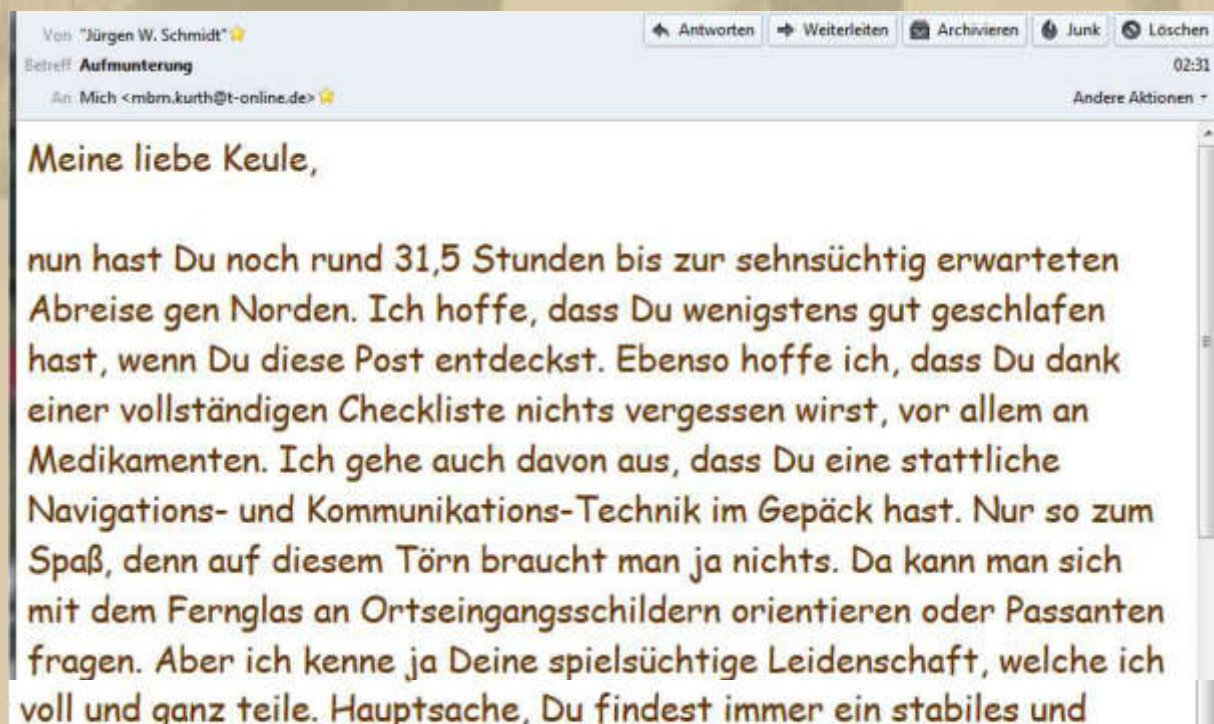 Von "Jürgen W. Schmidt"
Antworten Weiterleiten Archivieren Junk Löschen
Betreff Aufmunterung
02:31
An Mich <mbm.kurth@t-online.de>
Andere Aktionen
Meine liebe Keule,
nun hast Du noch rund 31,5 Stunden bis zur sehnsüchtig erwarteten
Abreise gen Norden. Ich hoffe, dass Du wenigstens gut geschlafen
hast, wenn Du diese Post entdeckst. Ebenso hoffe ich, dass Du dank
einer vollständigen Checkliste nichts vergessen wirst, vor allem an
Medikamenten. Ich gehe auch davon aus, dass Du eine stattliche
Navigations- und Kommunikations-Technik im Gepäck hast. Nur so zum
Spaß, denn auf diesem Törn braucht man ja nichts. Da kann man sich
mit dem Fernglas an Ortseingangsschildern orientieren oder Passanten
fragen. Aber ich kenne ja Deine spielsüchtige Leidenschaft, welche ich
voll und ganz teile. Hauptsache, Du findest immer ein stabiles und